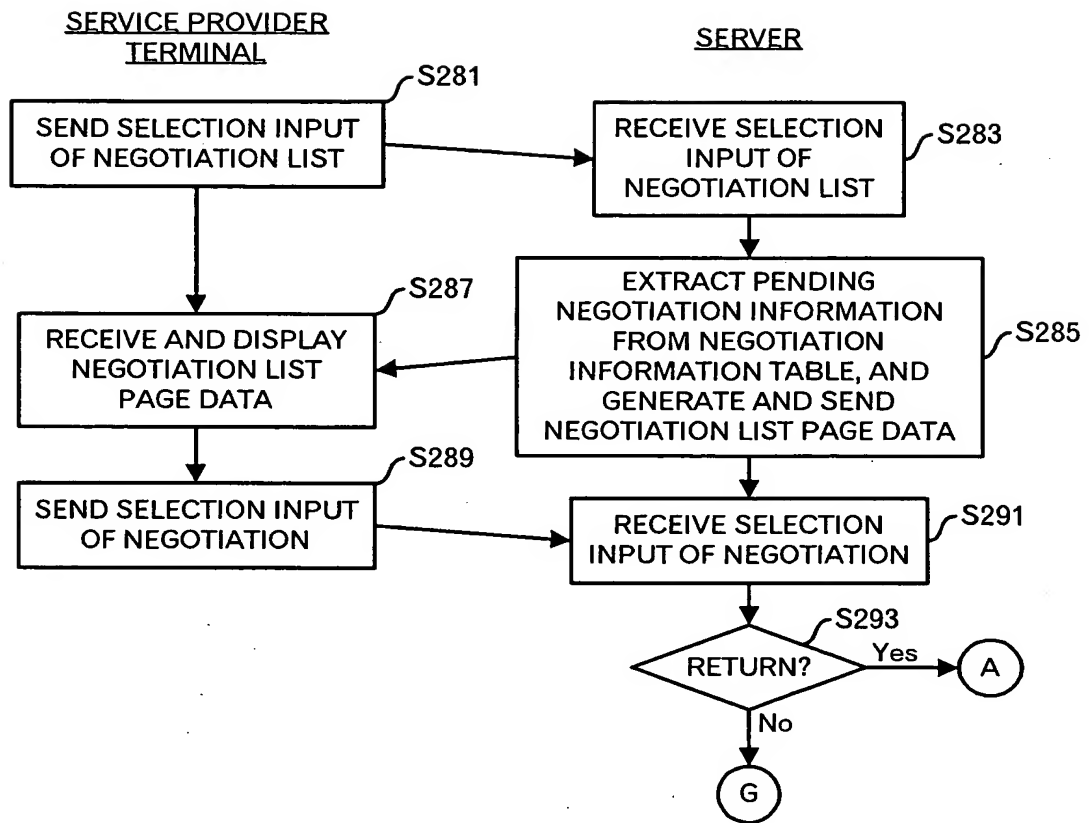 SERVICE PROVIDER
TERMINAL
SERVER
S281
SEND SELECTION INPUT
OF NEGOTIATION LIST
S283
RECEIVE SELECTION
INPUT OF
NEGOTIATION LIST
S287
RECEIVE AND DISPLAY
NEGOTIATION LIST
PAGE DATA
S285
EXTRACT PENDING
NEGOTIATION INFORMATION
FROM NEGOTIATION
INFORMATION TABLE, AND
GENERATE AND SEND
NEGOTIATION LIST PAGE DATA
S289
SEND SELECTION INPUT
OF NEGOTIATION
S291
RECEIVE SELECTION
INPUT OF NEGOTIATION
S293
RETURN?
Yes
A
No
G